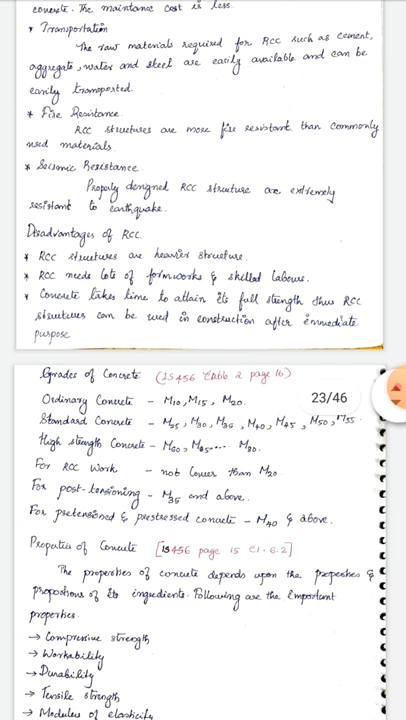 concrete. The maintance cost is less.
* Transportation
The raw materials required for RCC such as cement,
aggregate, water and steel are easily available and can be
easily transported.
* Fire Resistance
RCC structures are more fire resistant than commonly
used materials.
* Seismic Resistance
Properly designed RCC structure are extremely
resistant to earthquake.
Disadvantages of RCC
* RCC structures are heavier structure.
* RCC needs lots of formworks & skilled labours.
* Concrete takes time to attain its full strength thus RCC
structures can be used in construction after immediate
purpose
Grades of Concrete (IS 456 Table 2 page 16)
Ordinary Concrete - M10, M15, M20.
23/46
Standard Concrete - M25, M30, M35, M40, M45, M50, M55.
High strength Concrete - M60, M65.... M80.
For RCC Work - not lower than M20.
For post-tensioning - M35 and above.
For pretensioned & prestressed concrete - M40 & above.
Properties of Concrete [IS 456 page 15 Cl. 6.2]
The properties of concrete depends upon the properties &
propostions of its ingredients. Following are the important
properties.
→ Compressive strength
→ Workability
→ Durability
→ Tensile strength
→ Modulus of elasticity